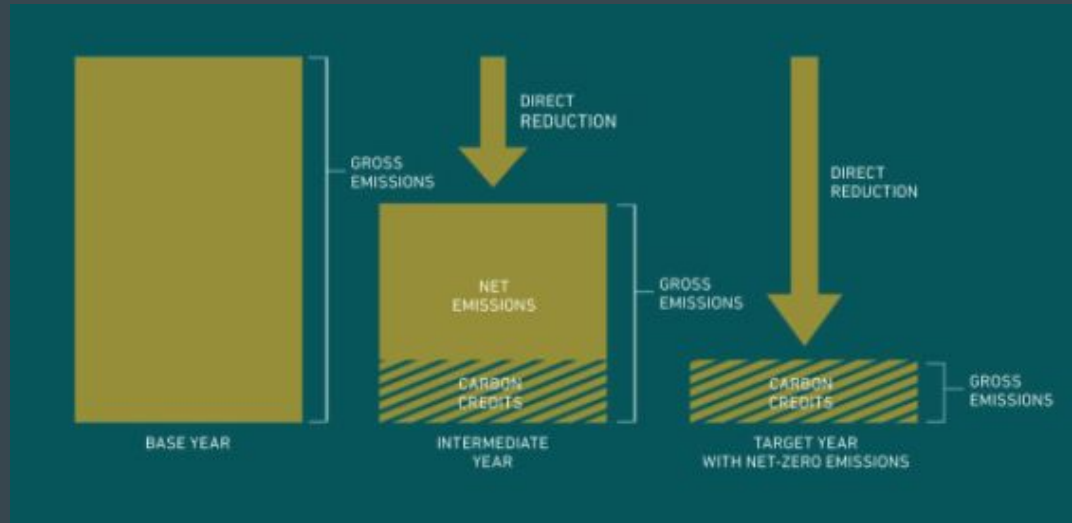 DIRECT
REDUCTION
GROSS
EMISSIONS
DIRECT
REDUCTION
NET
EMISSIONS
GROSS
EMISSIONS
CARBON
CREDITS
CARBON
CREDITS
GROSS
EMISSIONS
BASE YEAR
INTERMEDIATE
YEAR
TARGET YEAR
WITH NET-ZERO EMISSIONS